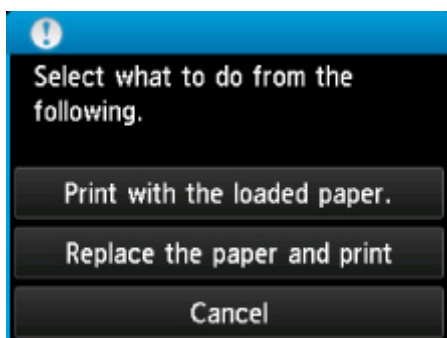 Select what to do from the
following.
Print with the loaded paper.
Replace the paper and print
Cancel